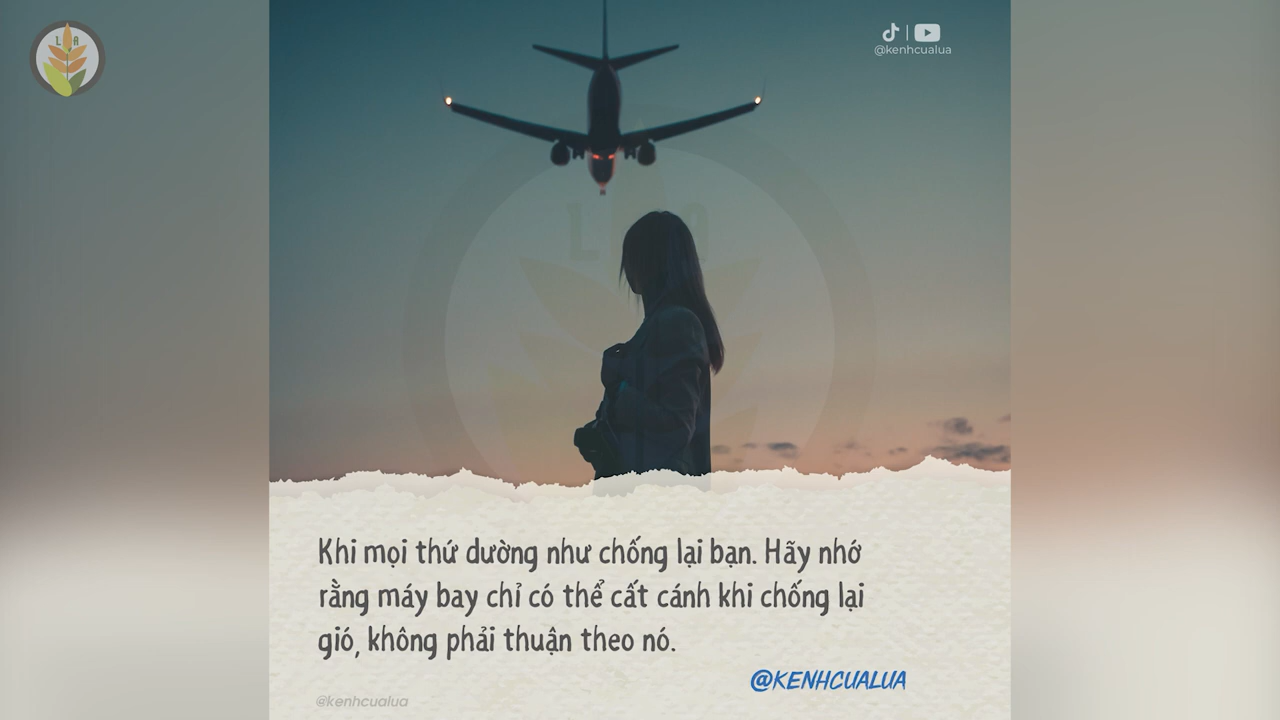 L A
@kenhcualua
L A
Khi mọi thứ dường như chống lại bạn. Hãy nhớ
rằng máy bay chỉ có thể cất cánh khi chống lại
gió, không phải thuận theo nó.
@KENHCUALUA
@kenhcualua